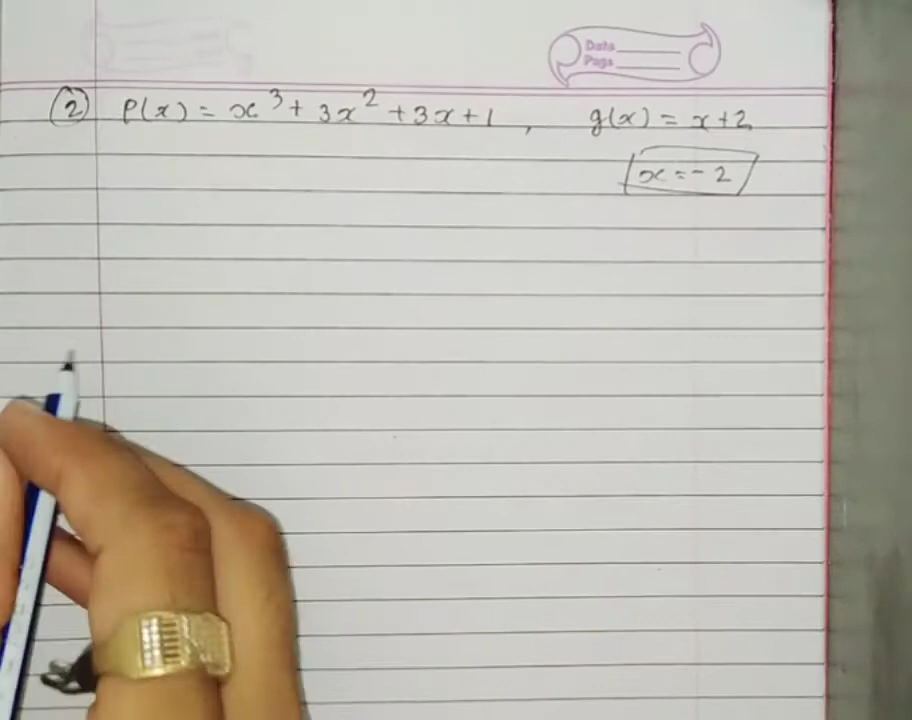 Date
Page
② P(x) = x³ + 3x² + 3x + 1 , g(x) = x + 2
x = - 2